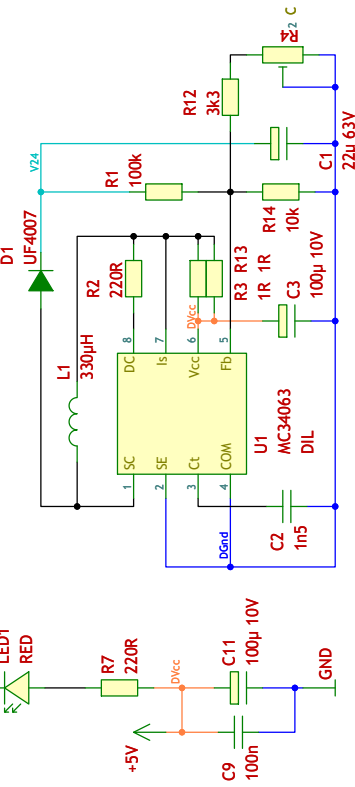 C
2
R4
R12
3k3
C1
22µ 63V
V24
R1
100k
R14
10k
D1
UF4007
R2
220R
R3 R13
1R 1R
DVcc
C3
100µ 10V
L1
330µH
8
7
6
5
DC
Is
Vcc
Fb
U1
MC34063
DIL
SC
SE
Ct
COM
1
2
3
4
DGnd
C2
1n5
LED1
RED
R7
220R
DVcc
C11
100µ 10V
GND
+5V
C9
100n